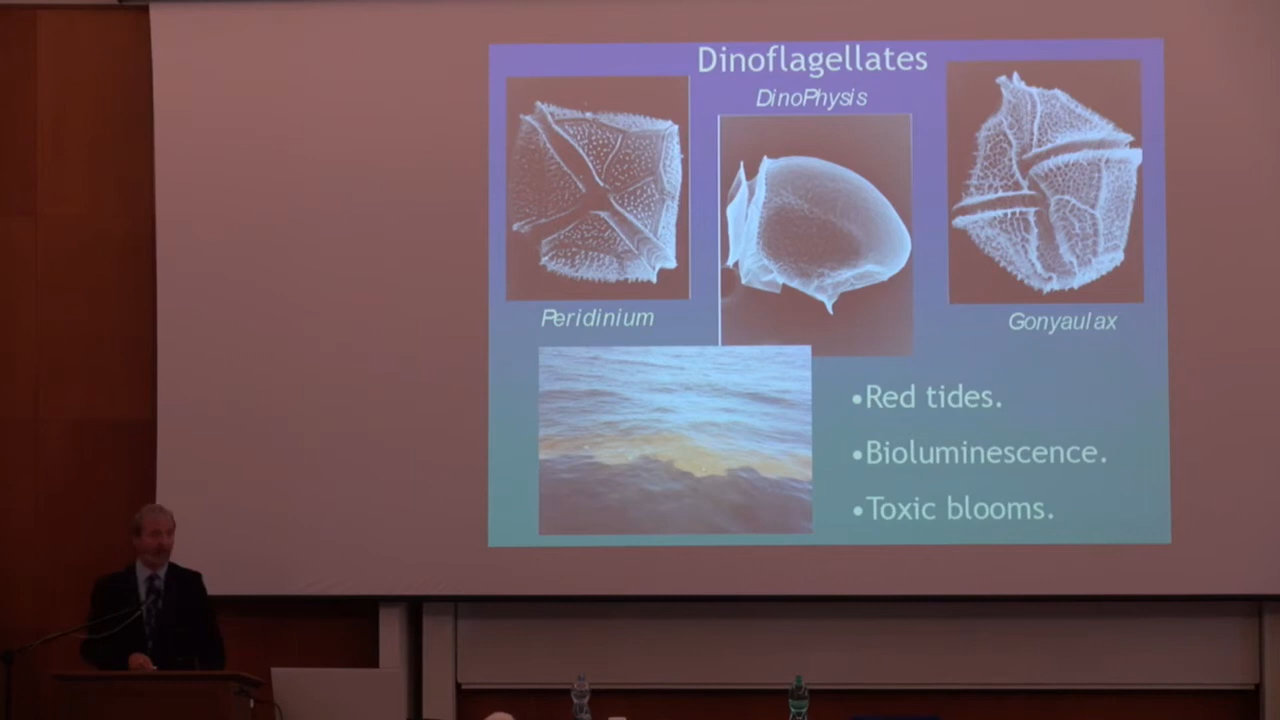 Dinoflagellates
DinoPhysis
Peridinium
Gonyaulax
•Red tides.
•Bioluminescence.
•Toxic blooms.